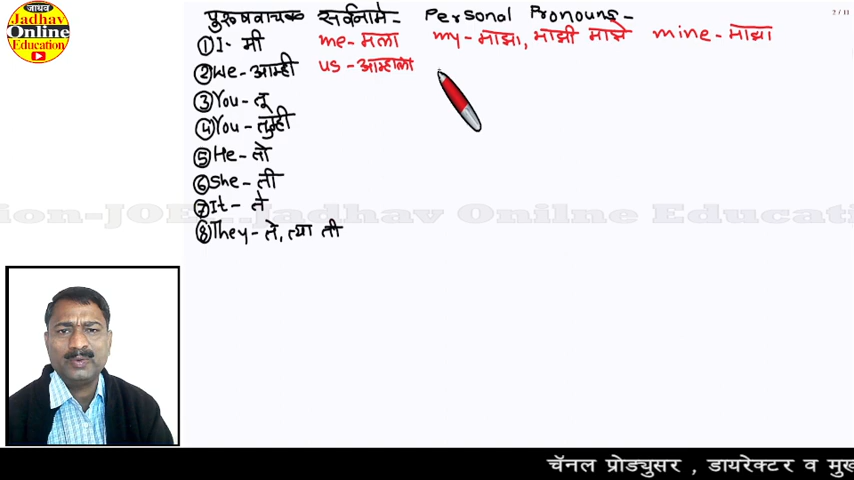 जाधव
Jadhav
Online
Education
पुरुषवाचक सर्वनामे- Personal Pronouns-
2 / 11
① I- मी me- मला my- माझा, माझी माझे mine- माझा
② We- आम्ही us- आम्हाला
③ You- तू
④ You- तुम्ही
⑤ He- तो
⑥ She- ती
⑦ It- ते
⑧ They- ते, त्या ती
tion-JOE Jadhav Onilne Educati
चॅनल प्रोड्युसर , डायरेक्टर व मुख